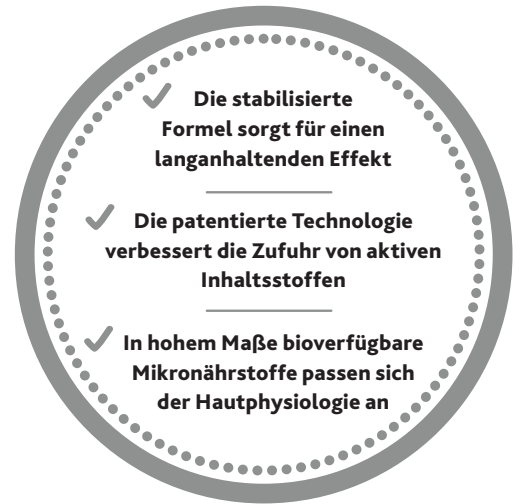 Die stabilisierte
Formel sorgt für einen
langanhaltenden Effekt
Die patentierte Technologie
verbessert die Zufuhr von aktiven
Inhaltsstoffen
In hohem Maße bioverfügbare
Mikronährstoffe passen sich
der Hautphysiologie an